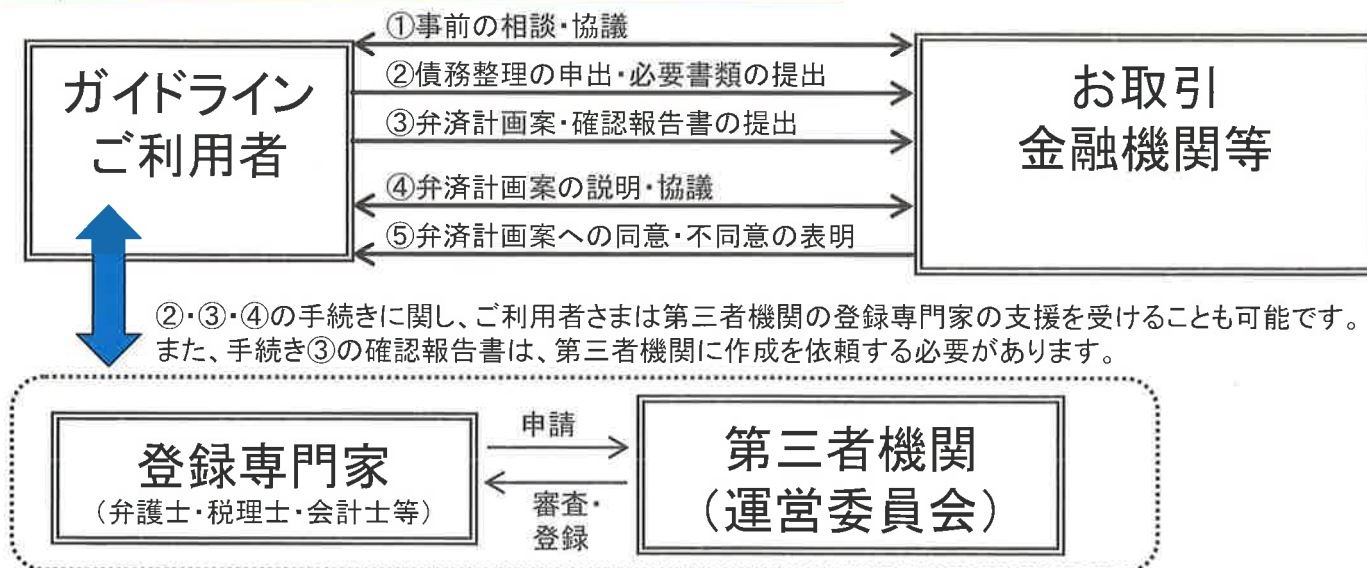 ①事前の相談・協議
②債務整理の申出・必要書類の提出
③弁済計画案・確認報告書の提出
④弁済計画案の説明・協議
⑤弁済計画案への同意・不同意の表明
ガイドライン
ご利用者
お取引
金融機関等
②・③・④の手続きに関し、ご利用者さまは第三者機関の登録専門家の支援を受けることも可能です。
また、手続き③の確認報告書は、第三者機関に作成を依頼する必要があります。
登録専門家
（弁護士・税理士・会計士等）
申請
審査・
登録
第三者機関
（運営委員会）